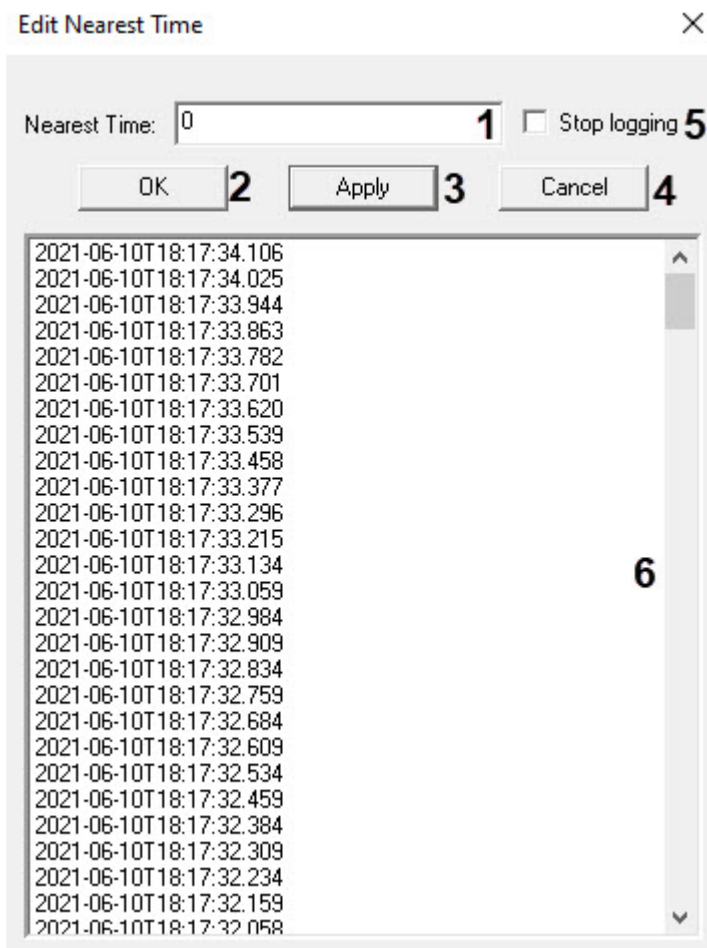 Edit Nearest Time
Nearest Time: 0 1 Stop logging 5
OK 2 Apply 3 Cancel 4
2021-06-10T18:17:34.106
2021-06-10T18:17:34.025
2021-06-10T18:17:33.944
2021-06-10T18:17:33.863
2021-06-10T18:17:33.782
2021-06-10T18:17:33.701
2021-06-10T18:17:33.620
2021-06-10T18:17:33.539
2021-06-10T18:17:33.458
2021-06-10T18:17:33.377
2021-06-10T18:17:33.296
2021-06-10T18:17:33.215
2021-06-10T18:17:33.134
6
2021-06-10T18:17:33.059
2021-06-10T18:17:32.984
2021-06-10T18:17:32.909
2021-06-10T18:17:32.834
2021-06-10T18:17:32.759
2021-06-10T18:17:32.684
2021-06-10T18:17:32.609
2021-06-10T18:17:32.534
2021-06-10T18:17:32.459
2021-06-10T18:17:32.384
2021-06-10T18:17:32.309
2021-06-10T18:17:32.234
2021-06-10T18:17:32.159
2021-06-10T18:17:32.058